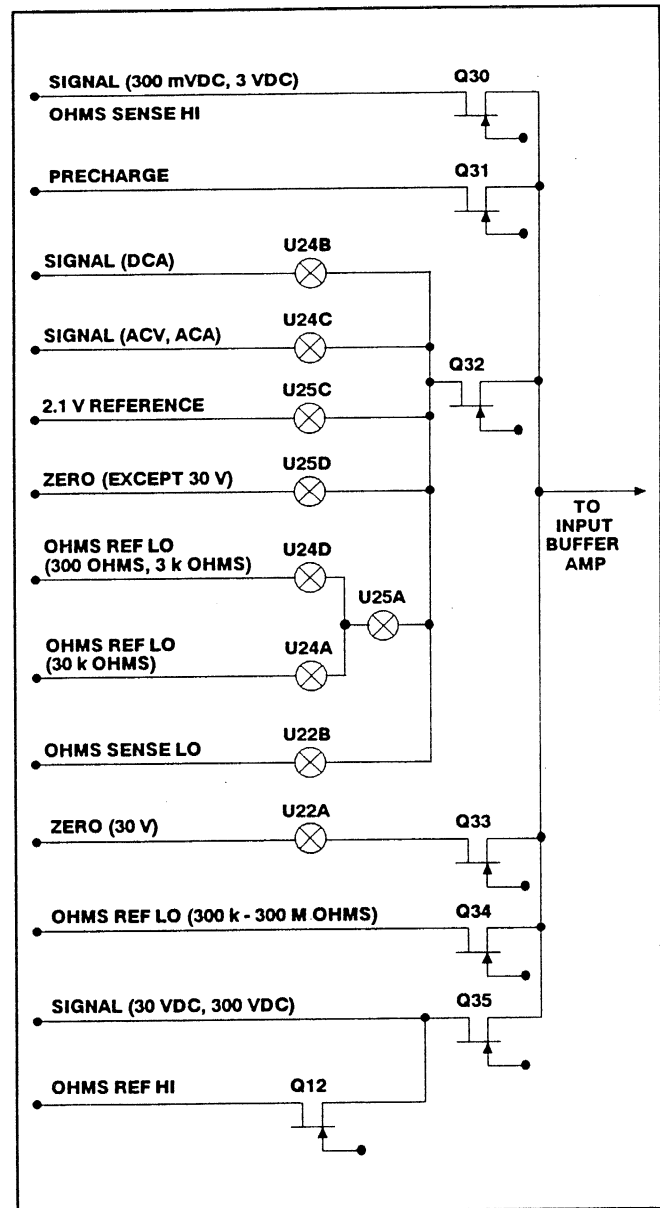 SIGNAL (300 mVDC, 3 VDC)
Q30
OHMS SENSE HI
Q31
PRECHARGE
U24B
SIGNAL (DCA)
U24C
SIGNAL (ACV, ACA)
Q32
U25C
2.1 V REFERENCE
U25D
ZERO (EXCEPT 30 V)
TO
INPUT
BUFFER
AMP
OHMS REF LO
(300 OHMS, 3 k OHMS)
U24D
U25A
OHMS REF LO
(30 k OHMS)
U24A
U22B
OHMS SENSE LO
U22A
ZERO (30 V)
Q33
OHMS REF LO (300 k - 300 M OHMS)
Q34
SIGNAL (30 VDC, 300 VDC)
Q35
OHMS REF HI
Q12